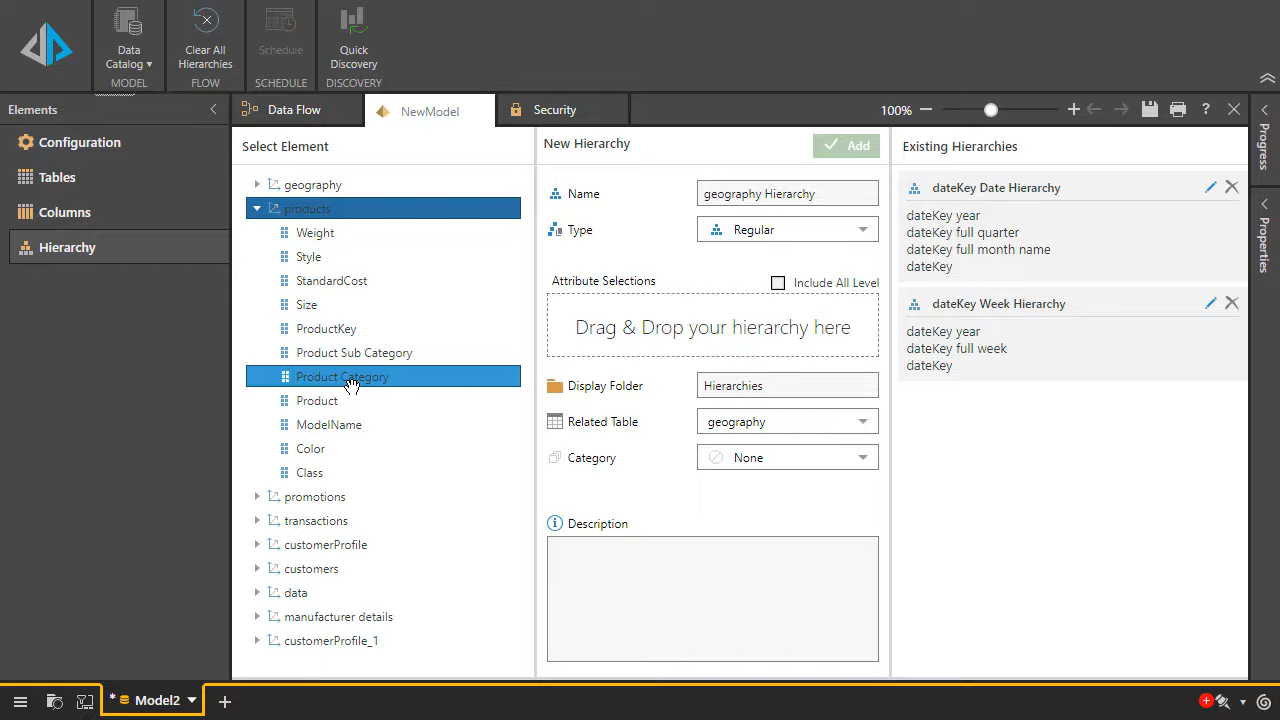 Data
Catalog
MODEL
Clear All
Hierarchies
FLOW
Schedule
SCHEDULE
Quick
Discovery
DISCOVERY
Elements
Configuration
Tables
Columns
Hierarchy
Data Flow
NewModel
Security
100%
?
Select Element
geography
products
Weight
Style
StandardCost
Size
ProductKey
Product Sub Category
Product Category
Product
ModelName
Color
Class
promotions
transactions
customerProfile
customers
data
manufacturer details
customerProfile_1
New Hierarchy
Add
Name
geography Hierarchy
Type
Regular
Attribute Selections
Include All Level
Drag & Drop your hierarchy here
Display Folder
Hierarchies
Related Table
geography
Category
None
Description
Existing Hierarchies
dateKey Date Hierarchy
dateKey year
dateKey full quarter
dateKey full month name
dateKey
dateKey Week Hierarchy
dateKey year
dateKey full week
dateKey
Progress
Properties
* Model2